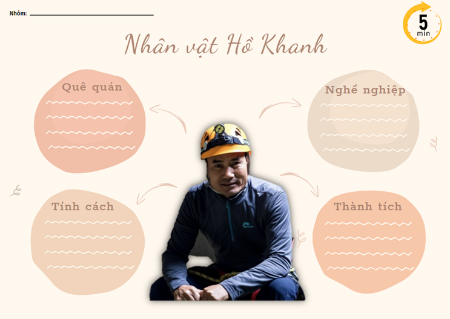 Nhóm:
5
min
Nhân vật Hồ Khanh
Quê quán
Nghề nghiệp
Tính cách
Thành tích